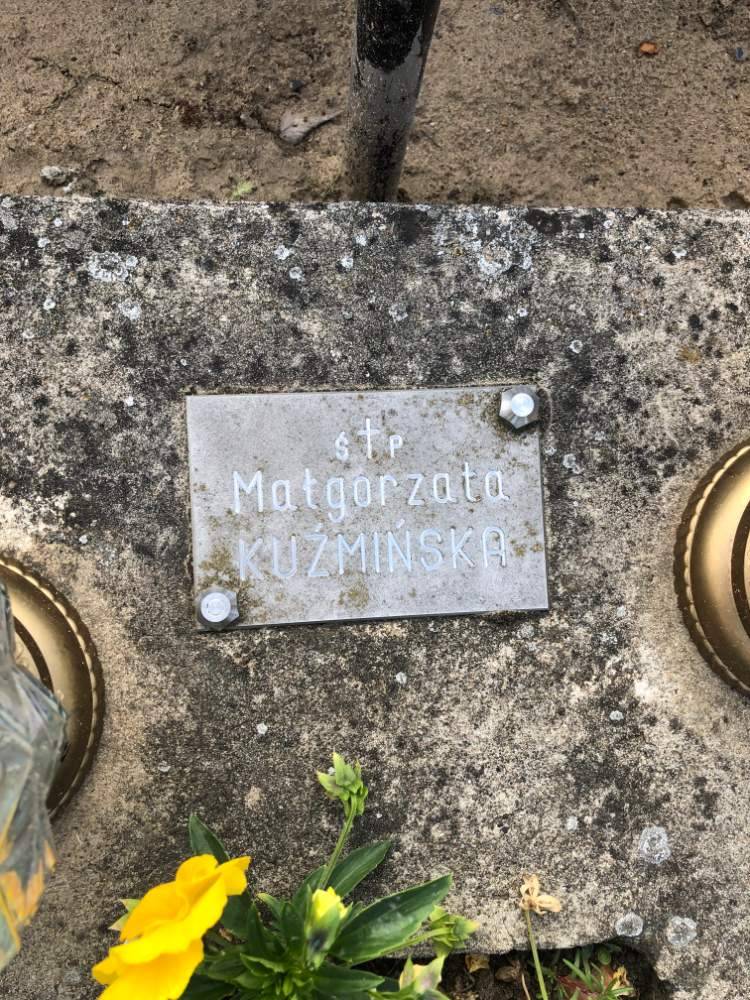 Ś † P
Małgorzata
KUŹMIŃSKA